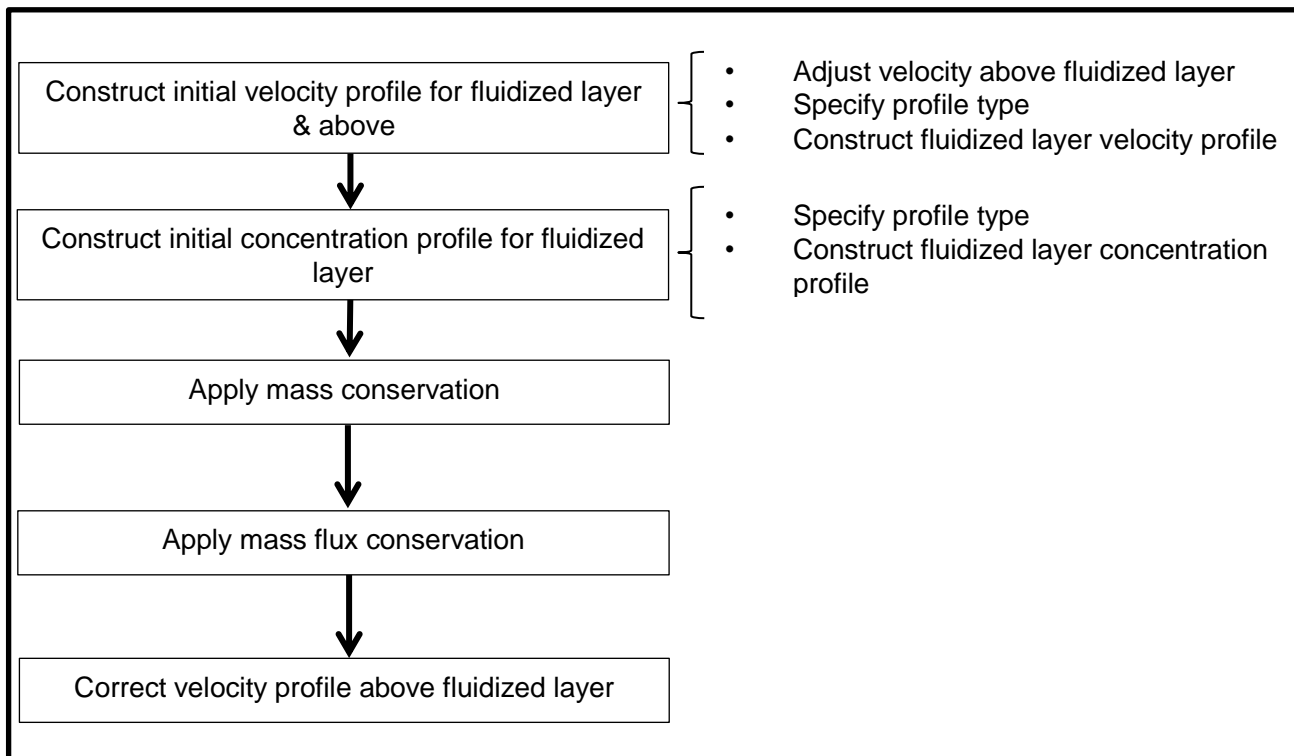 Construct initial velocity profile for fluidized layer
& above
• Adjust velocity above fluidized layer
• Specify profile type
• Construct fluidized layer velocity profile
Construct initial concentration profile for fluidized
layer
• Specify profile type
• Construct fluidized layer concentration
profile
Apply mass conservation
Apply mass flux conservation
Correct velocity profile above fluidized layer